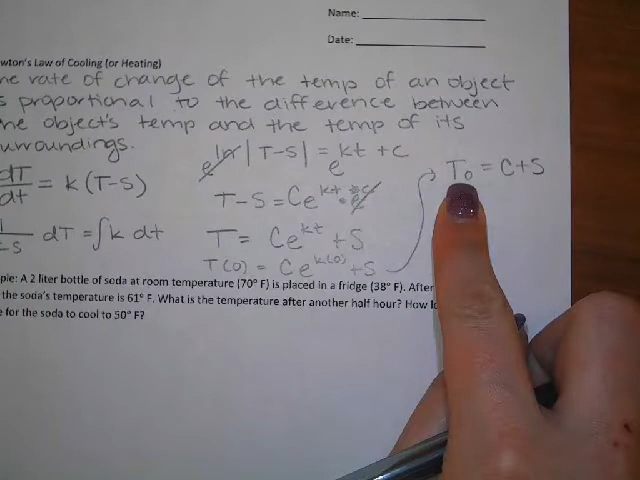 Name:
Date:
wton's Law of Cooling (or Heating)
he rate of change of the temp of an object
s proportional to the difference between
he object's temp and the temp of its
urroundings.
e^ln|T-S| = e^kt+c
dT/dt = k(T-S)
T-S = Ce^kt
T₀ = C+S
dT = ∫k dt
T = Ce^kt + S
T(0) = Ce^k(0) + S
ple: A 2 liter bottle of soda at room temperature (70° F) is placed in a fridge (38° F). After
the soda's temperature is 61° F. What is the temperature after another half hour? How
e for the soda to cool to 50° F?